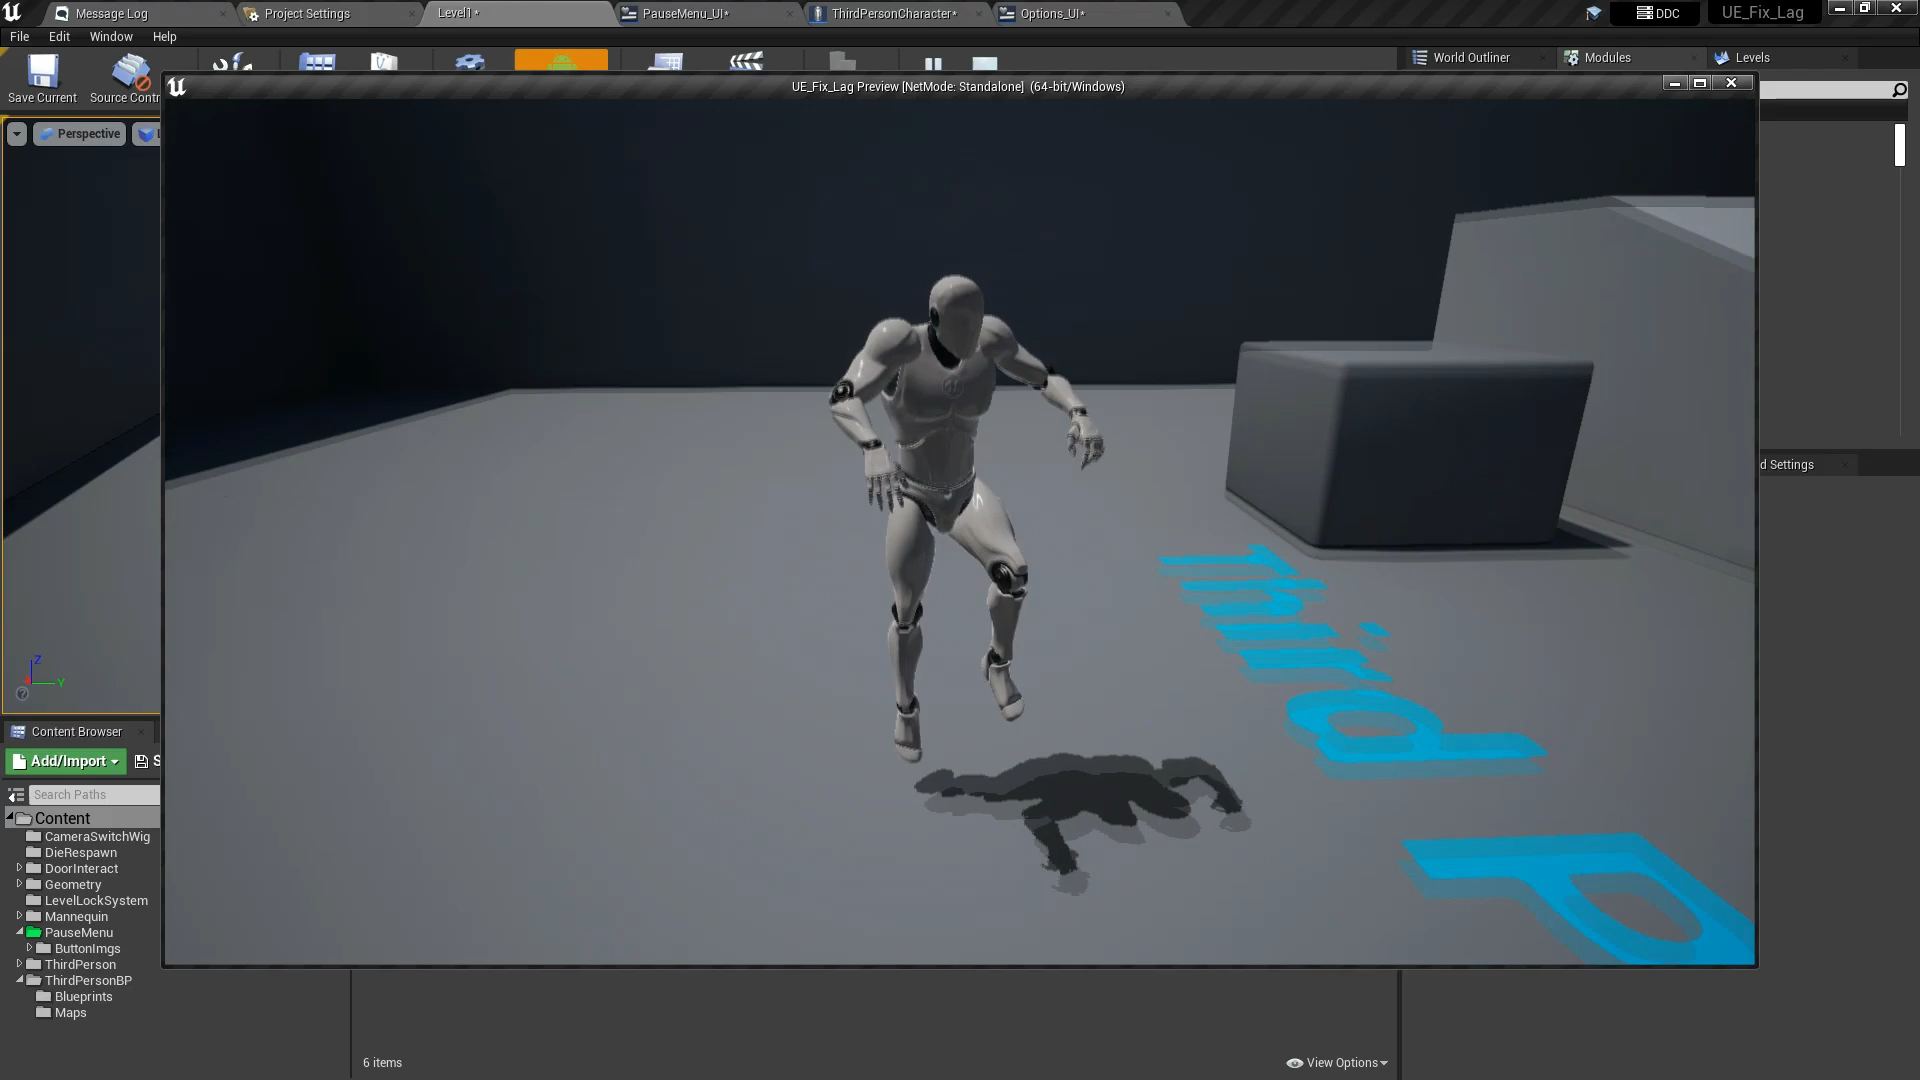 Message Log
Project Settings
Level1*
PauseMenu_UI*
ThirdPersonCharacter*
Options_UI*
DDC
UE_Fix_Lag
File Edit Window Help
World Outliner
Modules
Levels
Save Current
Source Contr
UE_Fix_Lag Preview [NetMode: Standalone] (64-bit/Windows)
Perspective
d Settings
Third
P
Z
Y
Content Browser
Add/Import
S
Search Paths
Content
CameraSwitchWig
DieRespawn
DoorInteract
Geometry
LevelLockSystem
Mannequin
PauseMenu
ButtonImgs
ThirdPerson
ThirdPersonBP
Blueprints
Maps
6 items
View Options